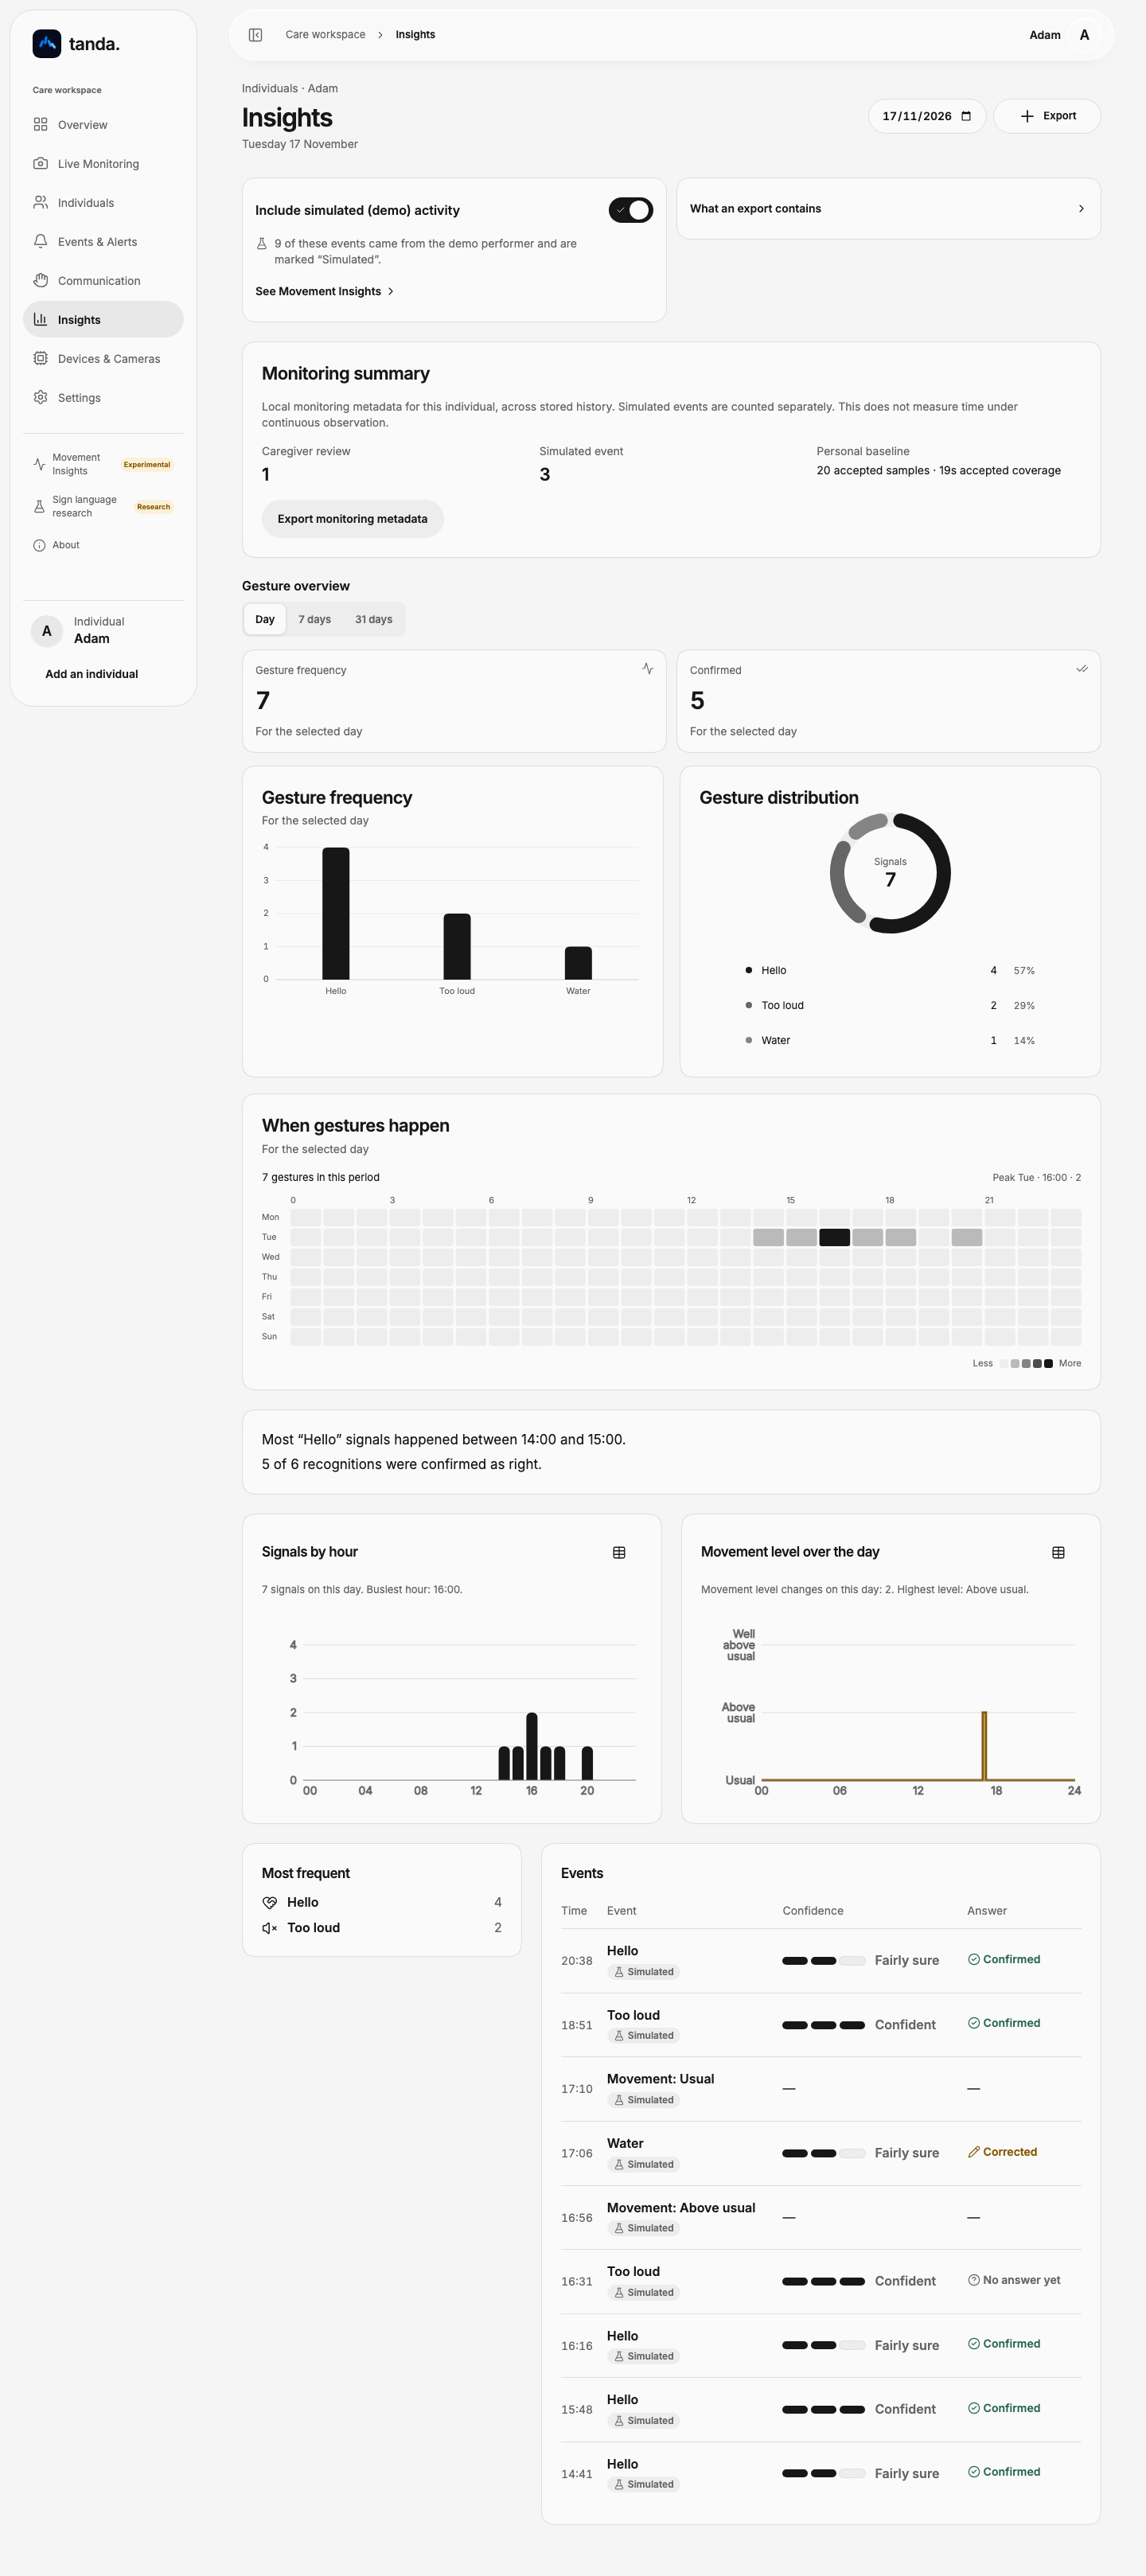 tanda.
Care workspace
Overview
Live Monitoring
Individuals
Events & Alerts
Communication
Insights
Devices & Cameras
Settings
Movement
Insights
Experimental
Sign language
research
Research
About
A
Individual
Adam
Add an individual
Care workspace
Insights
Adam
A
Individuals · Adam
Insights
Tuesday 17 November
17/11/2026
Export
Include simulated (demo) activity
9 of these events came from the demo performer and are
marked “Simulated”.
See Movement Insights
What an export contains
Monitoring summary
Local monitoring metadata for this individual, across stored history. Simulated events are counted separately. This does not measure time under
continuous observation.
Caregiver review
1
Simulated event
3
Personal baseline
20 accepted samples · 19s accepted coverage
Export monitoring metadata
Gesture overview
Day
7 days
31 days
Gesture frequency
7
For the selected day
Confirmed
5
For the selected day
Gesture frequency
For the selected day
4
3
2
1
0
Hello
Too loud
Water
Gesture distribution
Signals
7
Hello 4 57%
Too loud 2 29%
Water 1 14%
When gestures happen
For the selected day
7 gestures in this period
Peak Tue · 16:00 · 2
0 3 6 9 12 15 18 21
Mon
Tue
Wed
Thu
Fri
Sat
Sun
Less
More
Most “Hello” signals happened between 14:00 and 15:00.
5 of 6 recognitions were confirmed as right.
Signals by hour
7 signals on this day. Busiest hour: 16:00.
4
3
2
1
0
00 04 08 12 16 20
Movement level over the day
Movement level changes on this day: 2. Highest level: Above usual.
Well
above
usual
Above
usual
Usual
00 06 12 18 24
Most frequent
Hello 4
Too loud 2
Events
Time Event Confidence Answer
20:38 Hello Fairly sure Confirmed
Simulated
18:51 Too loud Confident Confirmed
Simulated
17:10 Movement: Usual — —
Simulated
17:06 Water Fairly sure Corrected
Simulated
16:56 Movement: Above usual — —
Simulated
16:31 Too loud Confident No answer yet
Simulated
16:16 Hello Fairly sure Confirmed
Simulated
15:48 Hello Confident Confirmed
Simulated
14:41 Hello Fairly sure Confirmed
Simulated